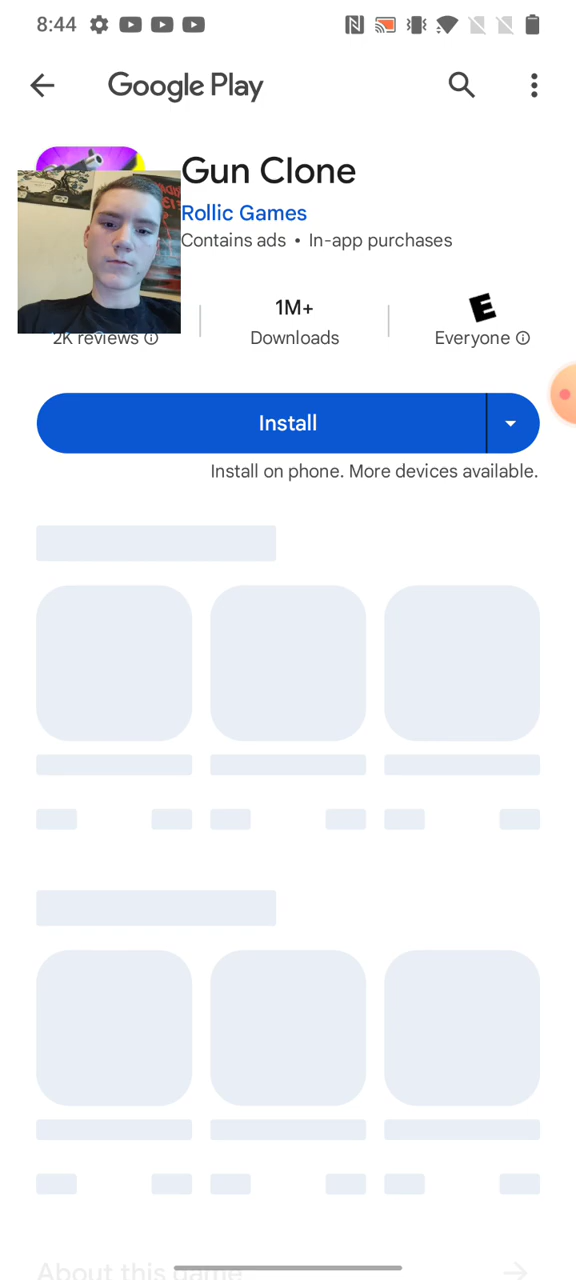 8:44
Google Play
Gun Clone
Rollic Games
Contains ads • In-app purchases
1M+
E
2K reviews
Downloads
Everyone
Install
Install on phone. More devices available.
About this game